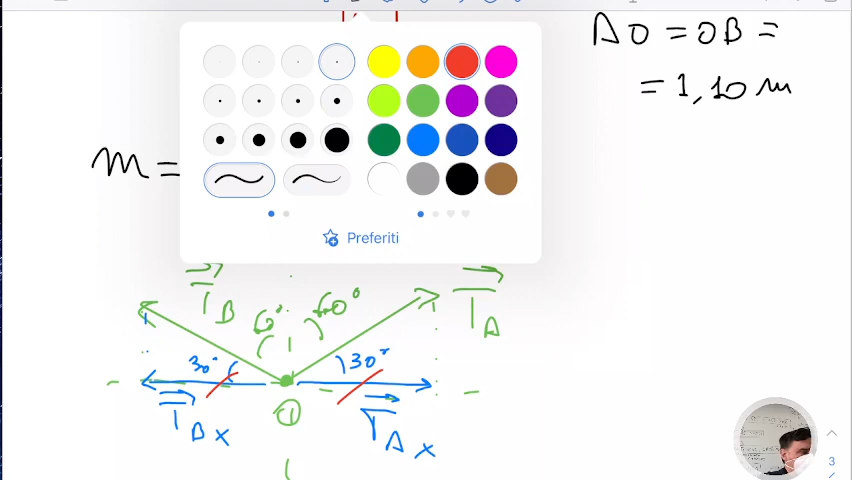 AO = OB =
= 1,10 m
m =
Preferiti
T B
60° 60°
T A
30° 30°
T B x
T A x
3